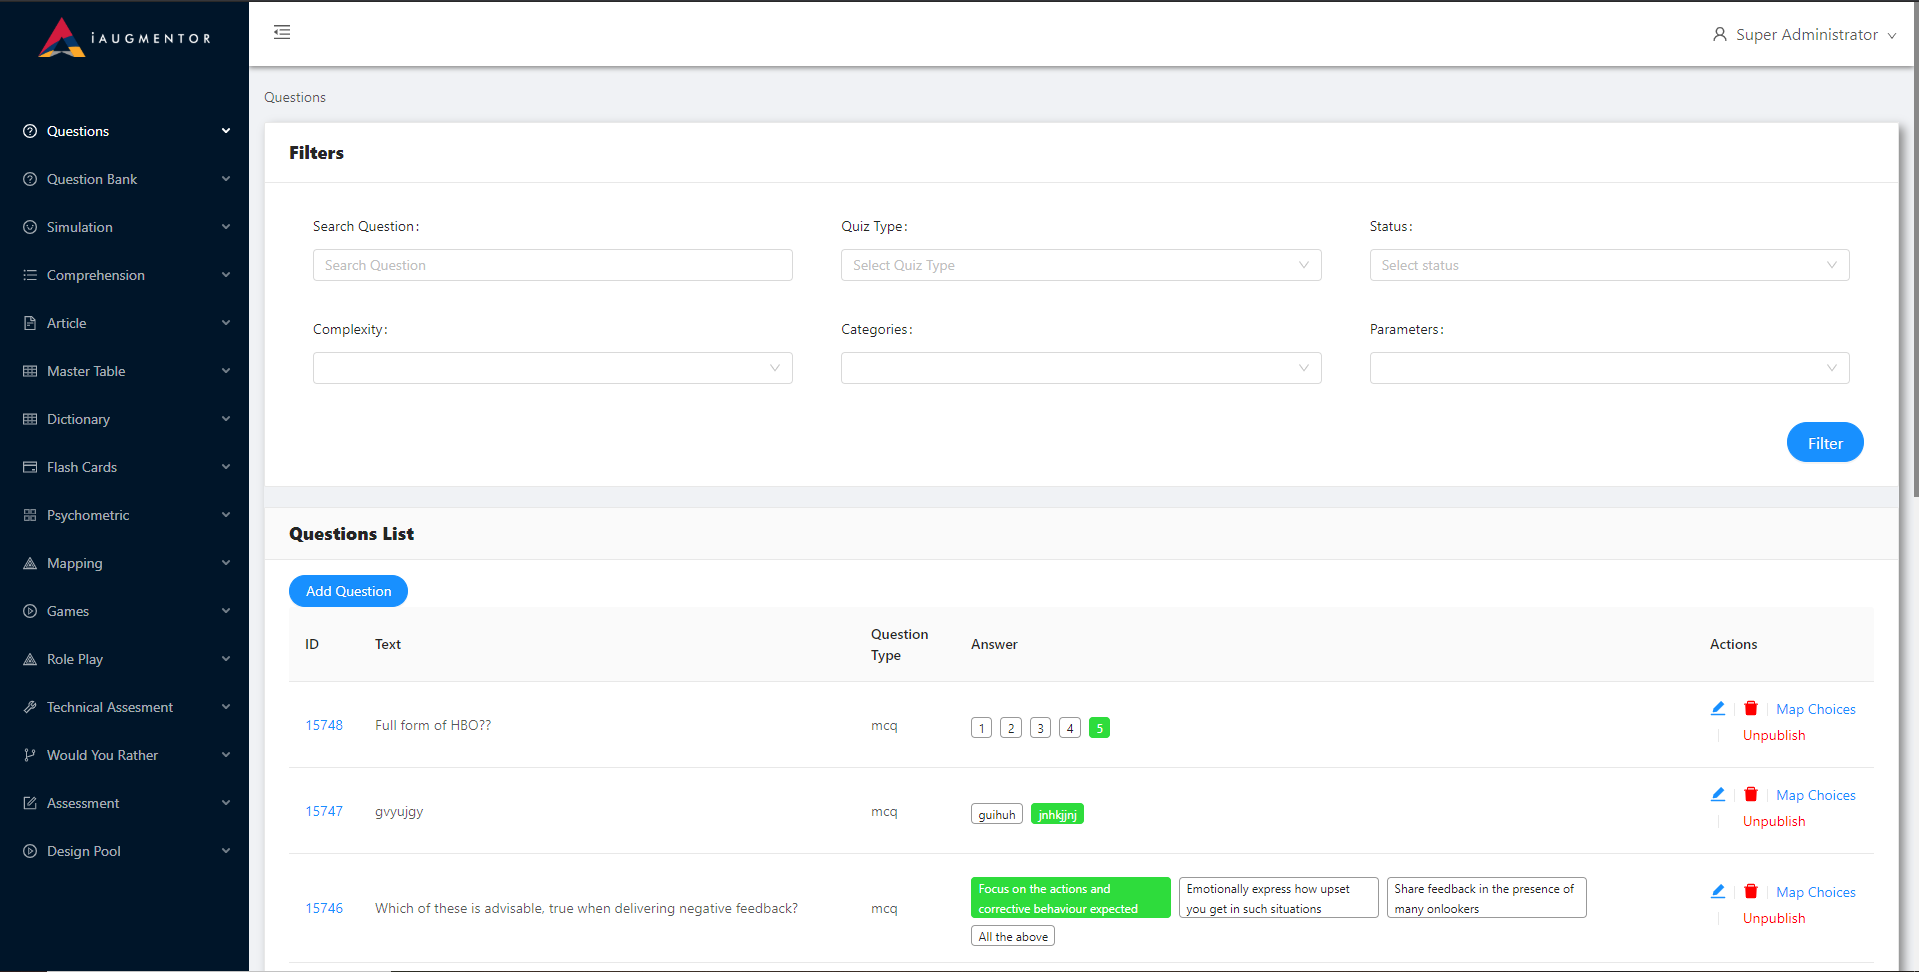 iAUGMENTOR
Super Administrator
Questions
Question Bank
Simulation
Comprehension
Article
Master Table
Dictionary
Flash Cards
Psychometric
Mapping
Games
Role Play
Technical Assesment
Would You Rather
Assessment
Design Pool
Questions
Filters
Search Question: Quiz Type: Status:
Search Question Select Quiz Type Select status
Complexity: Categories: Parameters:
Filter
Questions List
Add Question
ID Text Question Type Answer Actions
15748 Full form of HBO?? mcq 1 2 3 4 5 Map Choices
Unpublish
15747 gvyujgy mcq guihuh jnhkjjnj Map Choices
Unpublish
15746 Which of these is advisable, true when delivering negative feedback? mcq
Focus on the actions and
corrective behaviour expected
Emotionally express how upset
you get in such situations
Share feedback in the presence of
many onlookers
All the above
Map Choices
Unpublish